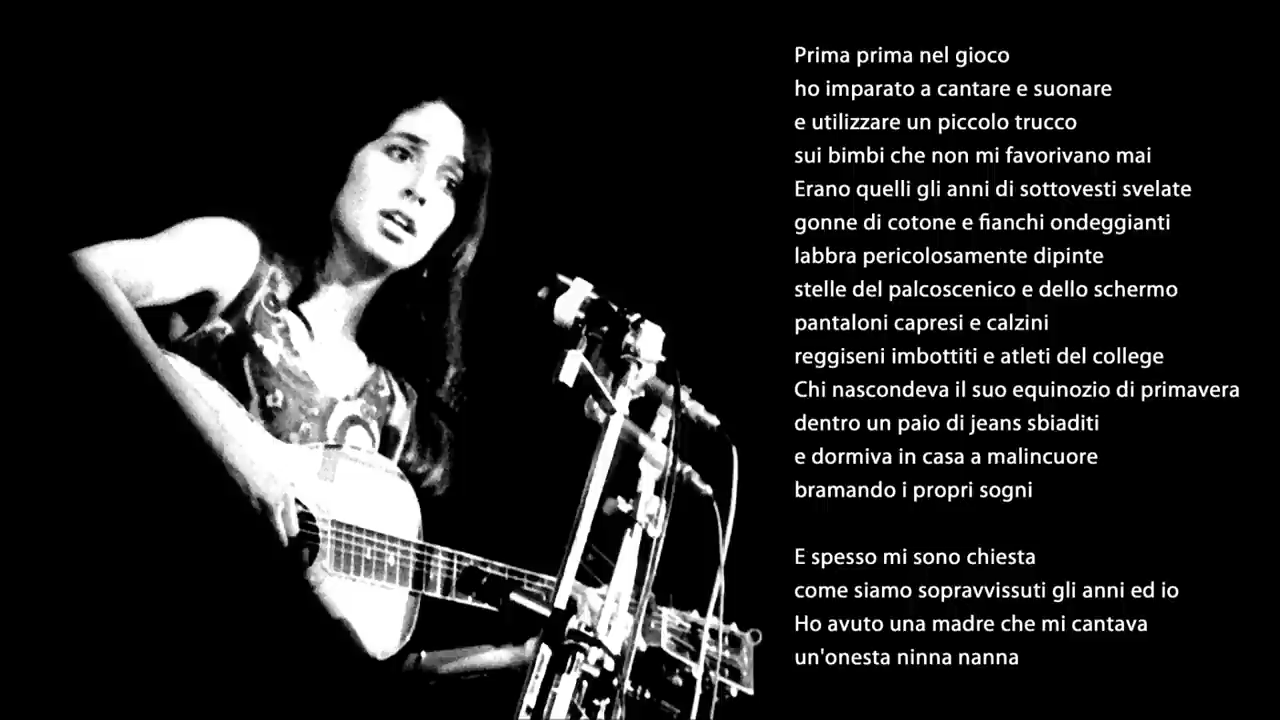 Prima prima nel gioco
ho imparato a cantare e suonare
e utilizzare un piccolo trucco
sui bimbi che non mi favorivano mai
Erano quelli gli anni di sottovesti svelate
gonne di cotone e fianchi ondeggianti
labbra pericolosamente dipinte
stelle del palcoscenico e dello schermo
pantaloni capresi e calzini
reggiseni imbottiti e atleti del college
Chi nascondeva il suo equinozio di primavera
dentro un paio di jeans sbiaditi
e dormiva in casa a malincuore
bramando i propri sogni
E spesso mi sono chiesta
come siamo sopravvissuti gli anni ed io
Ho avuto una madre che mi cantava
un'onesta ninna nanna